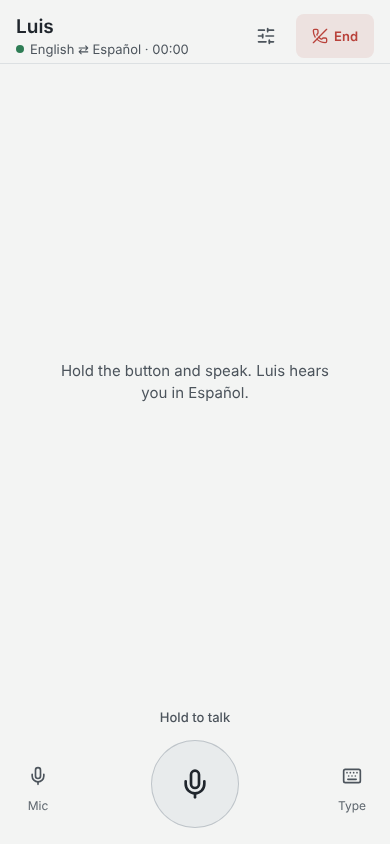 Luis
English ⇄ Español · 00:00
End
Hold the button and speak. Luis hears
you in Español.
Hold to talk
Mic
Type